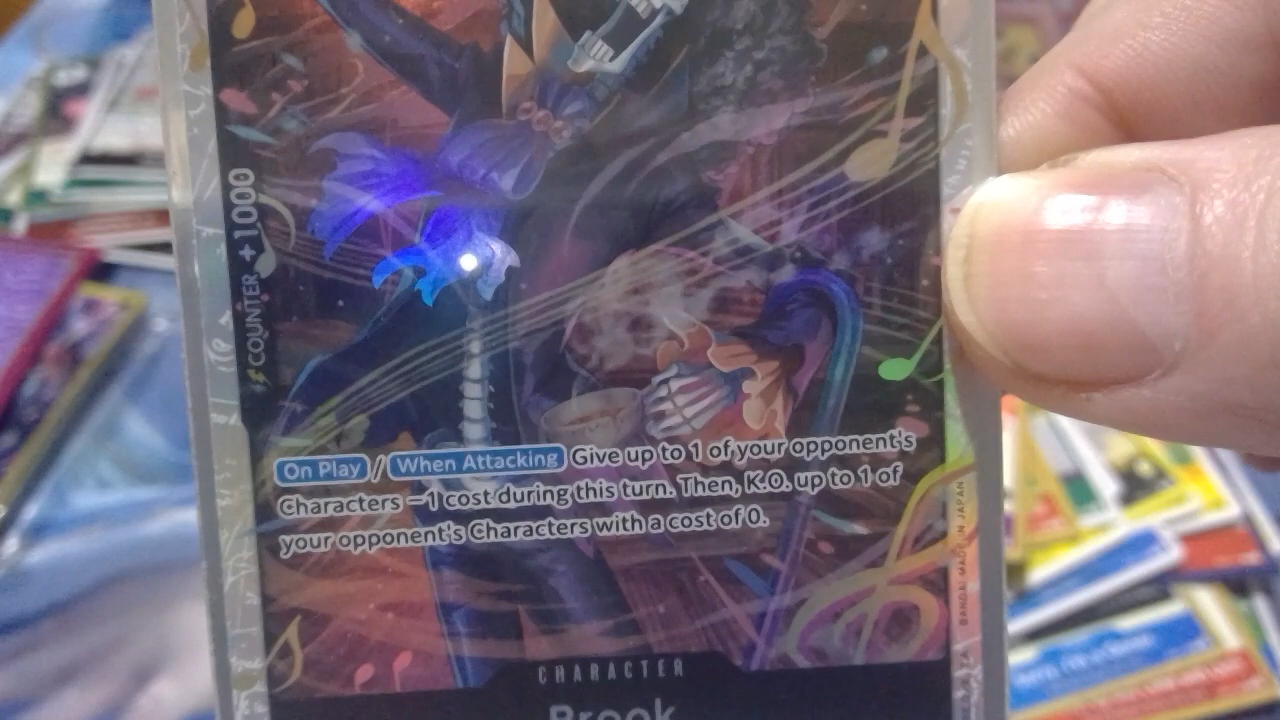 COUNTER +1000
On Play / When Attacking Give up to 1 of your opponent's
Characters −1 cost during this turn. Then, K.O. up to 1 of
your opponent's Characters with a cost of 0.
BANDAI MADE IN JAPAN
CHARACTER
Brook